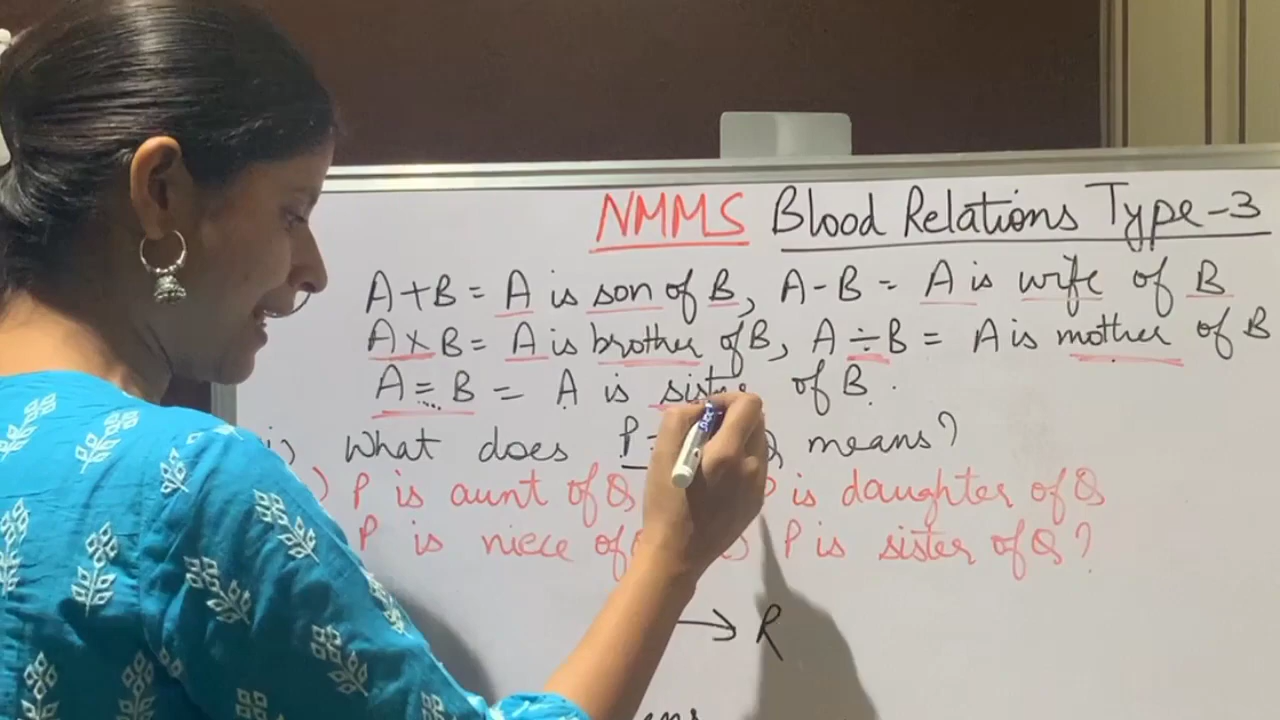 NMMS Blood Relations Type-3
A+B = A is son of B, A-B = A is wife of B
A×B = A is brother of B, A÷B = A is mother of B
A=B = A is sister of B.
) What does P= Q means?
) P is aunt of Q P is daughter of Q
P is niece of P is sister of Q?
→ R